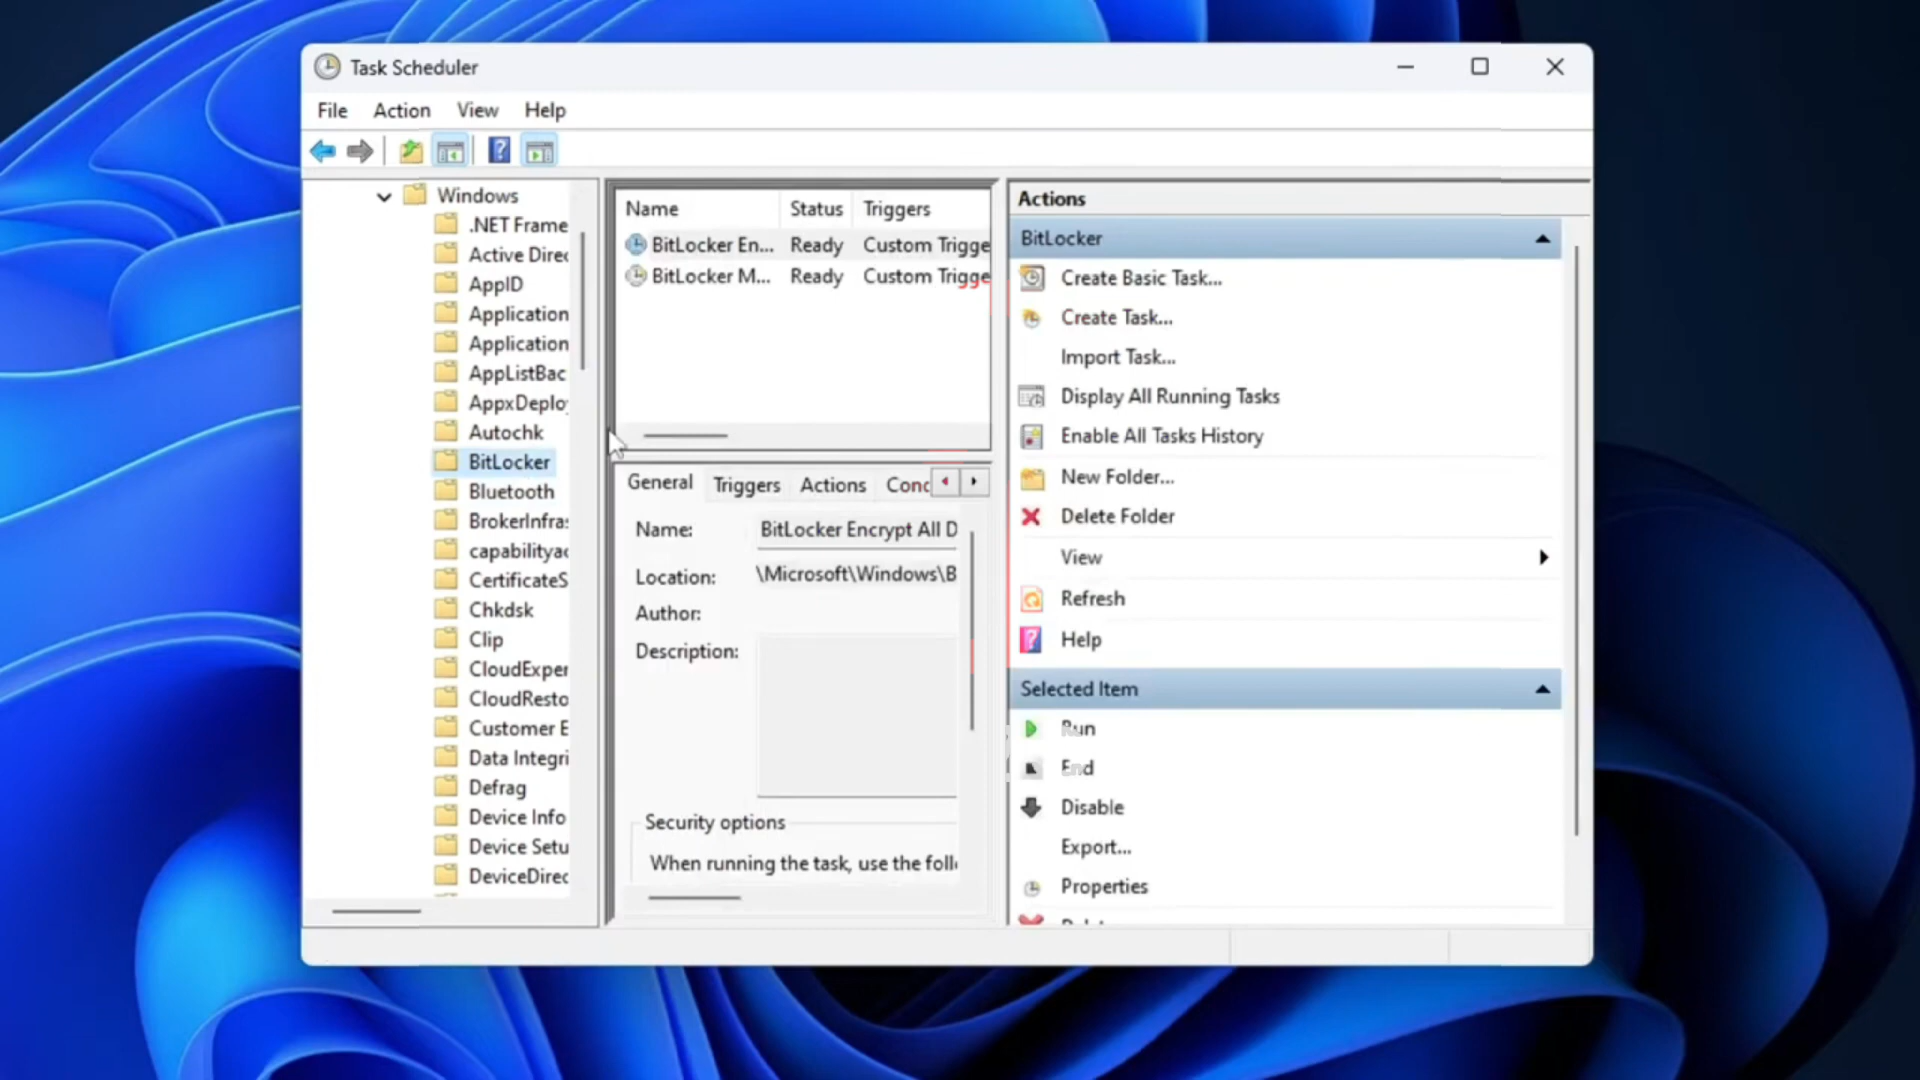 Task Scheduler
File Action View Help
Windows
.NET Frame
Active Direc
AppID
Application
Application
AppListBac
AppxDeplo
Autochk
BitLocker
Bluetooth
BrokerInfra
capabilityac
CertificateS
Chkdsk
Clip
CloudExper
CloudResto
Customer E
Data Integri
Defrag
Device Info
Device Setu
DeviceDirec
Name Status Triggers
BitLocker En... Ready Custom Trigge
BitLocker M... Ready Custom Trigge
General Triggers Actions Conc
Name: BitLocker Encrypt All D
Location: \Microsoft\Windows\B
Author:
Description:
Security options
When running the task, use the foll
Actions
BitLocker
Create Basic Task...
Create Task...
Import Task...
Display All Running Tasks
Enable All Tasks History
New Folder...
Delete Folder
View
Refresh
Help
Selected Item
Run
End
Disable
Export...
Properties